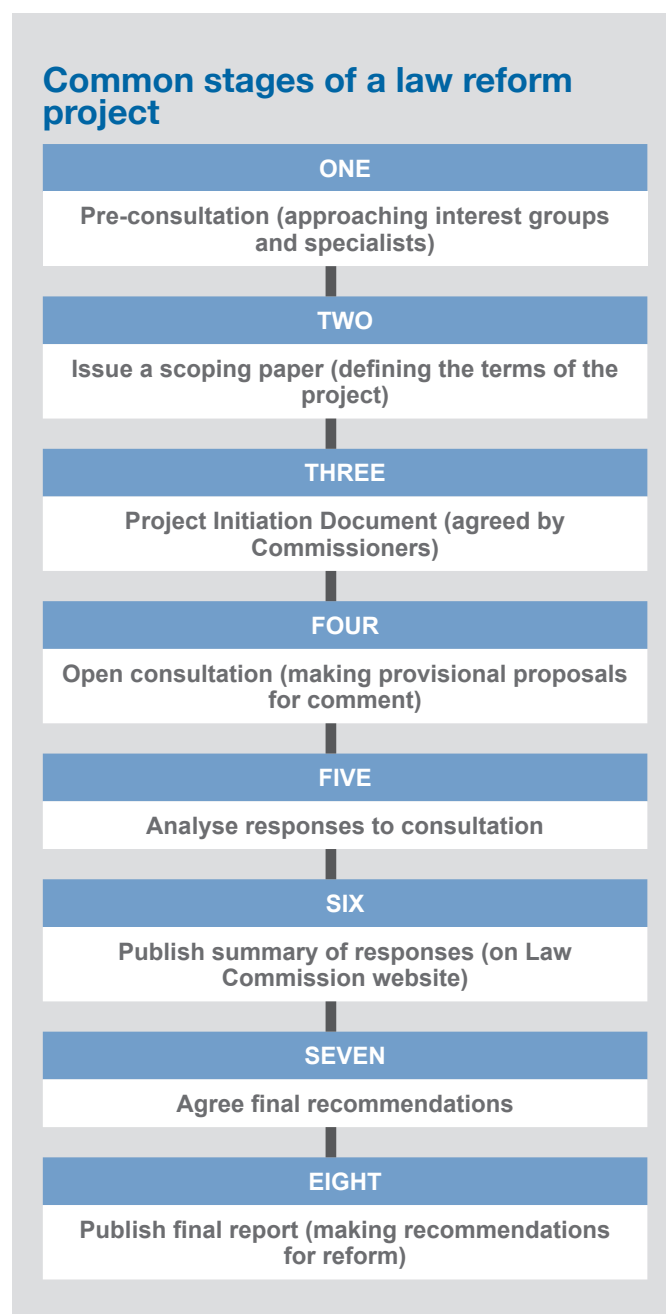 Common stages of a law reform
project
ONE
Pre-consultation (approaching interest groups
and specialists)
TWO
Issue a scoping paper (defining the terms of the
project)
THREE
Project Initiation Document (agreed by
Commissioners)
FOUR
Open consultation (making provisional proposals
for comment)
FIVE
Analyse responses to consultation
SIX
Publish summary of responses (on Law
Commission website)
SEVEN
Agree final recommendations
EIGHT
Publish final report (making recommendations
for reform)